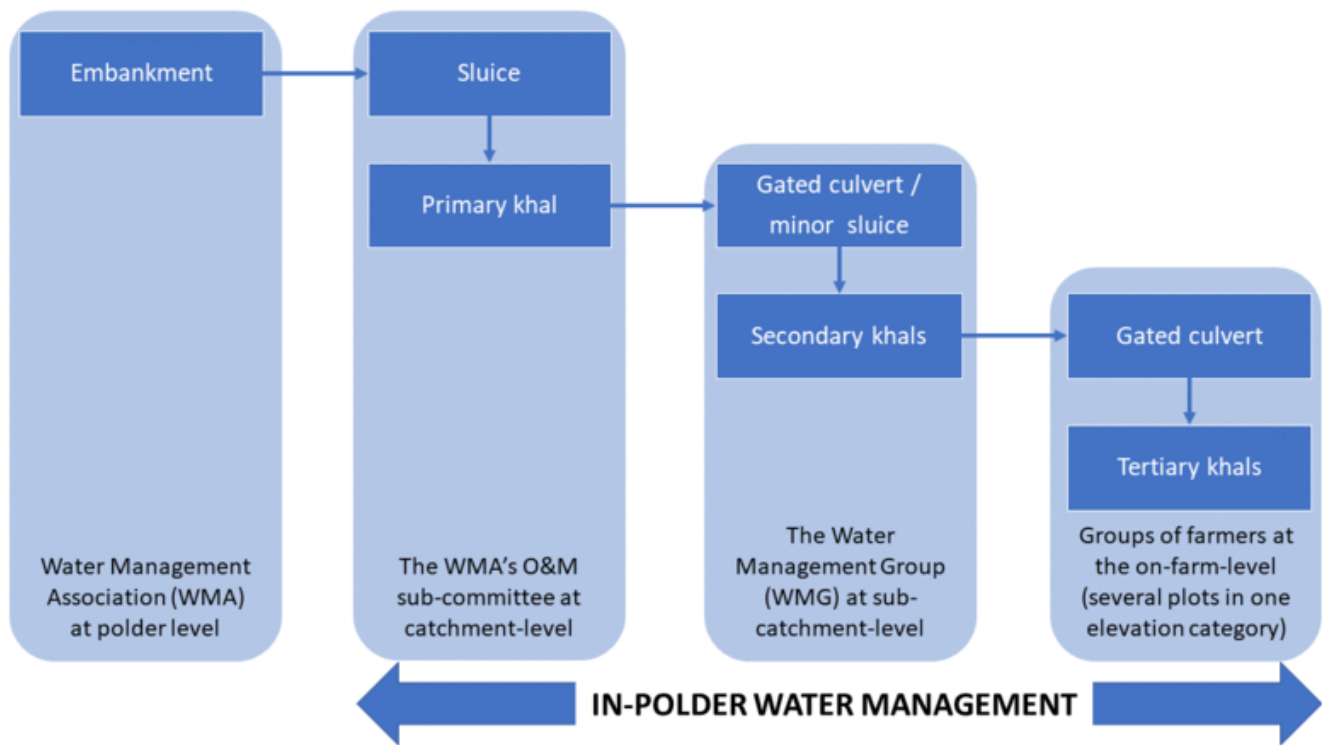 Embankment
Sluice
Primary khal
Gated culvert /
minor sluice
Secondary khals
Gated culvert
Tertiary khals
Water Management
Association (WMA)
at polder level
The WMA's O&M
sub-committee at
catchment-level
The Water
Management Group
(WMG) at sub-
catchment-level
Groups of farmers at
the on-farm-level
(several plots in one
elevation category)
IN-POLDER WATER MANAGEMENT